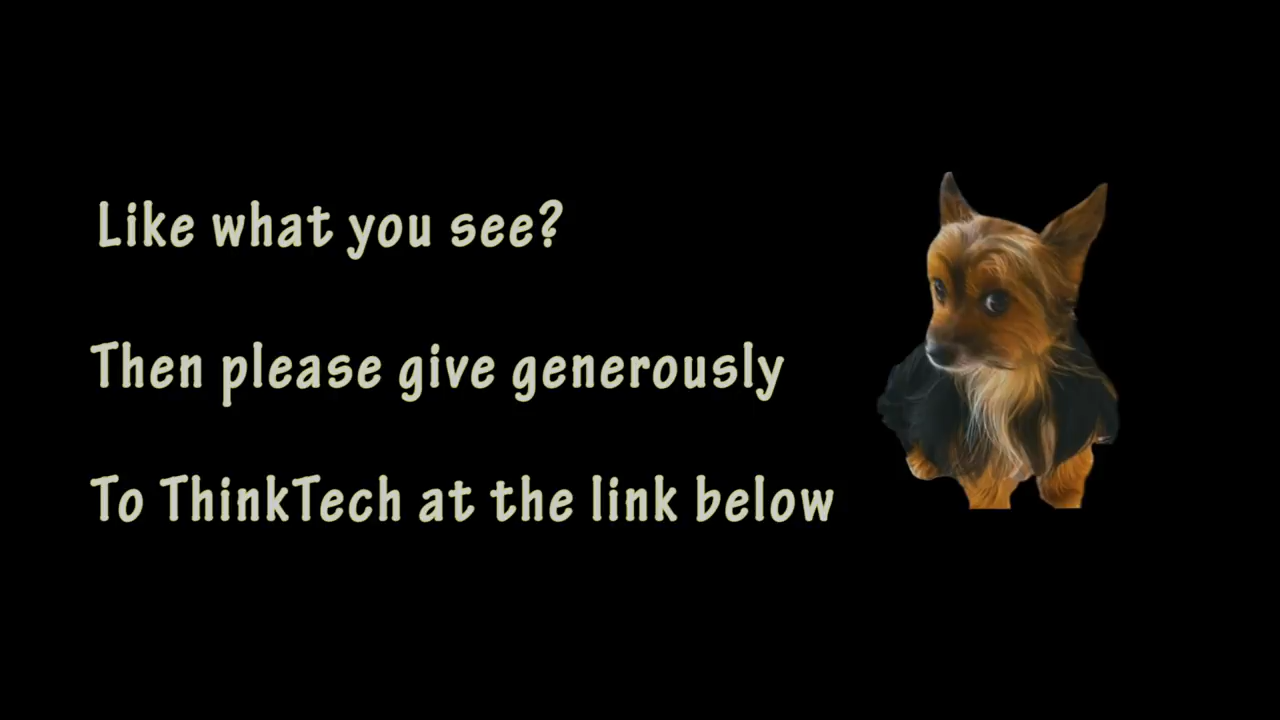 Like what you see?
Then please give generously
To ThinkTech at the link below